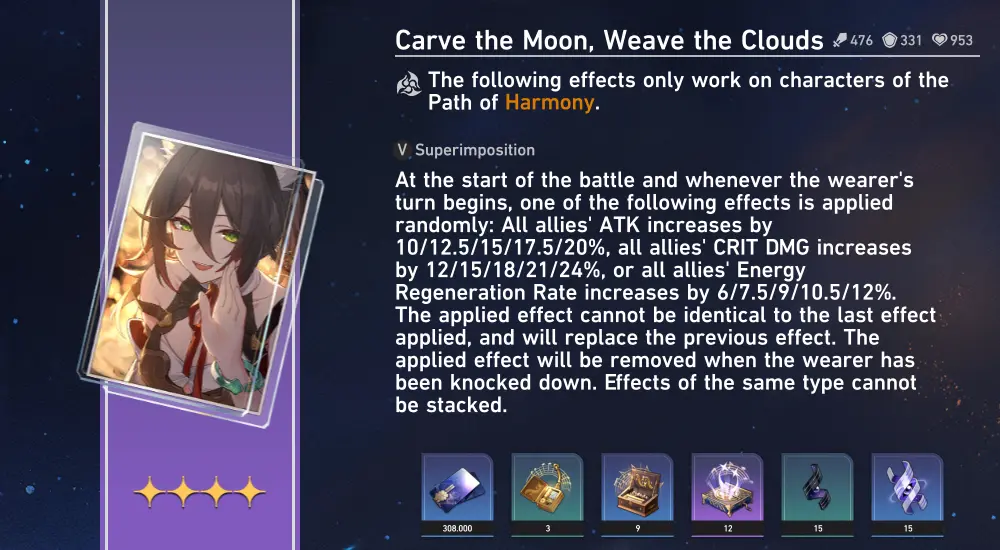 Carve the Moon, Weave the Clouds 476 331 953
The following effects only work on characters of the
Path of Harmony.
V Superimposition
At the start of the battle and whenever the wearer's
turn begins, one of the following effects is applied
randomly: All allies' ATK increases by
10/12.5/15/17.5/20%, all allies' CRIT DMG increases
by 12/15/18/21/24%, or all allies' Energy
Regeneration Rate increases by 6/7.5/9/10.5/12%.
The applied effect cannot be identical to the last effect
applied, and will replace the previous effect. The
applied effect will be removed when the wearer has
been knocked down. Effects of the same type cannot
be stacked.
308.000 3 9 12 15 15